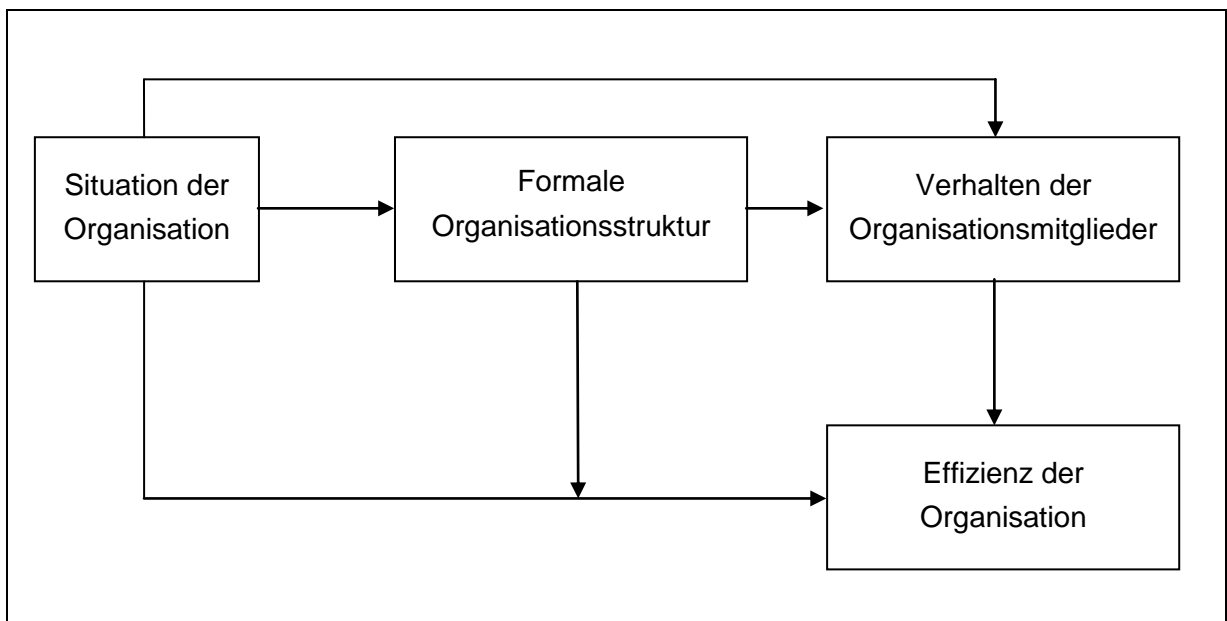 Situation der
Organisation
Formale
Organisationsstruktur
Verhalten der
Organisationsmitglieder
Effizienz der
Organisation